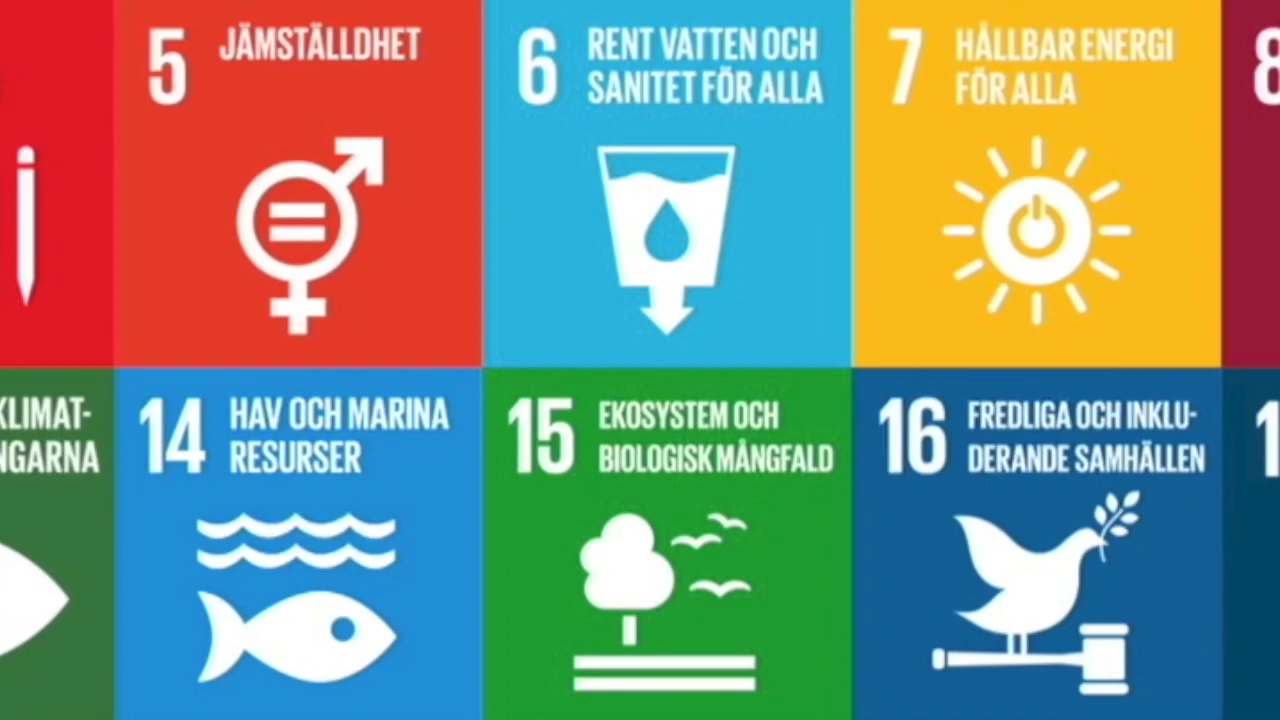 5 JÄMSTÄLLDHET
6 RENT VATTEN OCH
SANITET FÖR ALLA
7 HÅLLBAR ENERGI
FÖR ALLA
8
KLIMAT-
NGARNA
14 HAV OCH MARINA
RESURSER
15 EKOSYSTEM OCH
BIOLOGISK MÅNGFALD
16 FREDLIGA OCH INKLU-
DERANDE SAMHÄLLEN
1